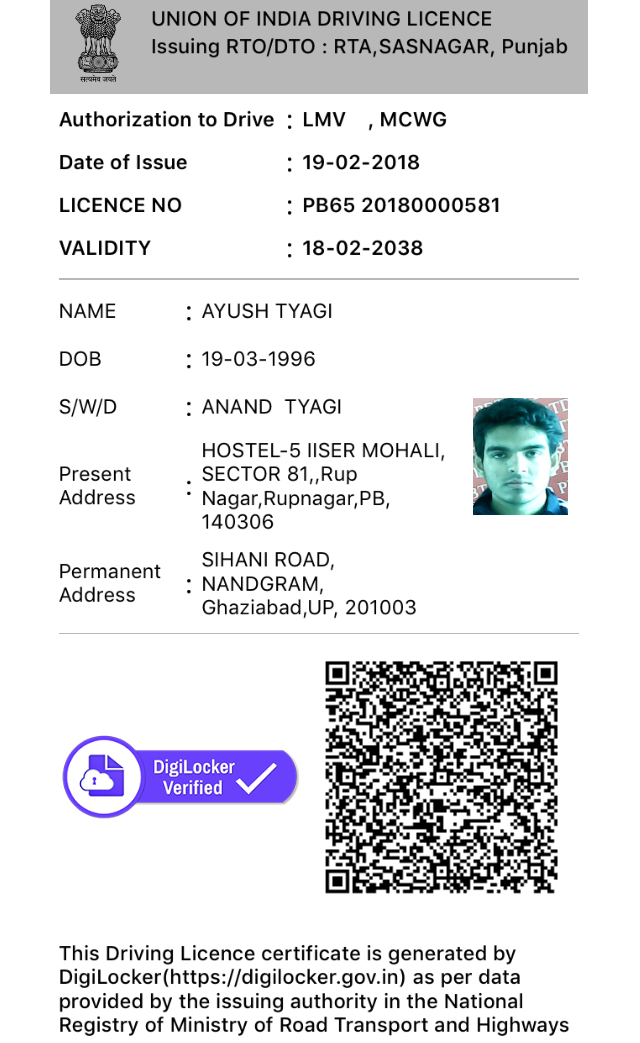 UNION OF INDIA DRIVING LICENCE
Issuing RTO/DTO : RTA,SASNAGAR, Punjab
सत्यमेव जयते
Authorization to Drive : LMV , MCWG
Date of Issue : 19-02-2018
LICENCE NO : PB65 20180000581
VALIDITY : 18-02-2038
NAME : AYUSH TYAGI
DOB : 19-03-1996
S/W/D : ANAND TYAGI
Present Address : HOSTEL-5 IISER MOHALI,
SECTOR 81,,Rup
Nagar,Rupnagar,PB,
140306
Permanent Address : SIHANI ROAD,
NANDGRAM,
Ghaziabad,UP, 201003
DigiLocker
Verified
This Driving Licence certificate is generated by
DigiLocker(https://digilocker.gov.in) as per data
provided by the issuing authority in the National
Registry of Ministry of Road Transport and Highways